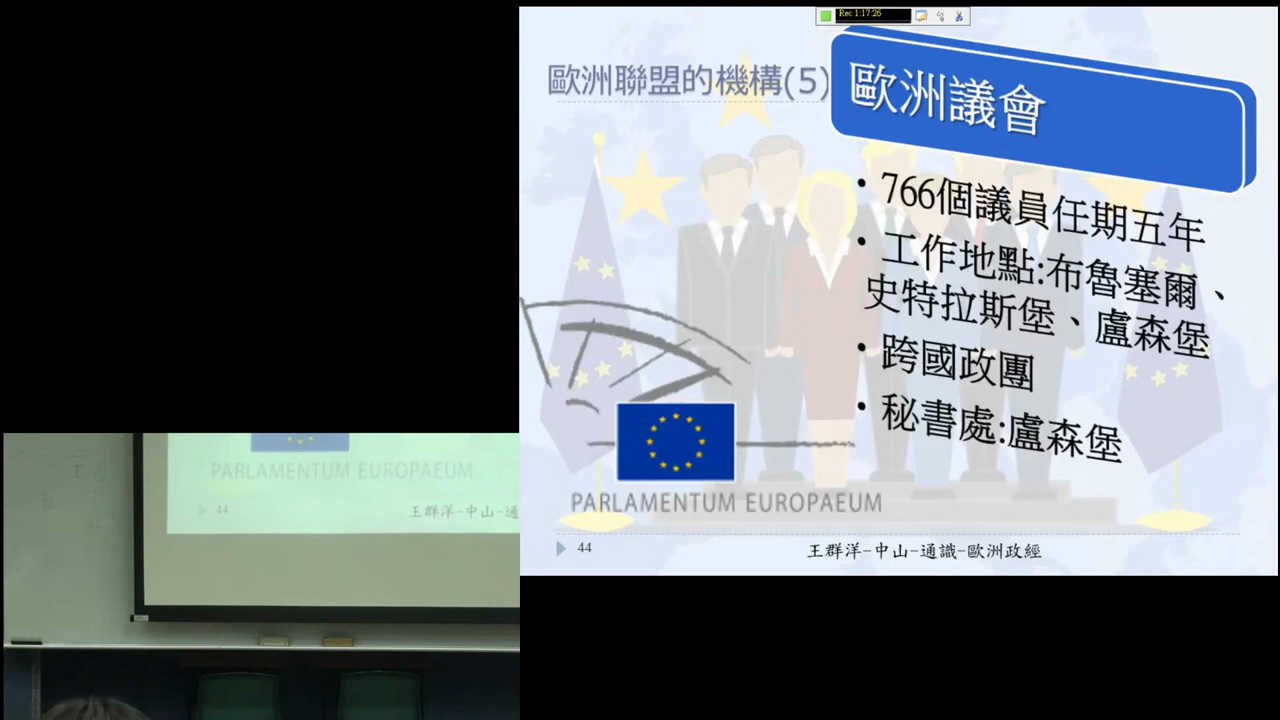 Rec 1:17:26
歐洲聯盟的機構(5)
歐洲議會
• 766個議員任期五年
• 工作地點:布魯塞爾、
史特拉斯堡、盧森堡
• 跨國政團
• 秘書處:盧森堡
PARLAMENTUM EUROPAEUM
44
王群洋-中山-通識-歐洲政經
PARLAMENTUM EUROPAEUM
44
王群洋-中山-通